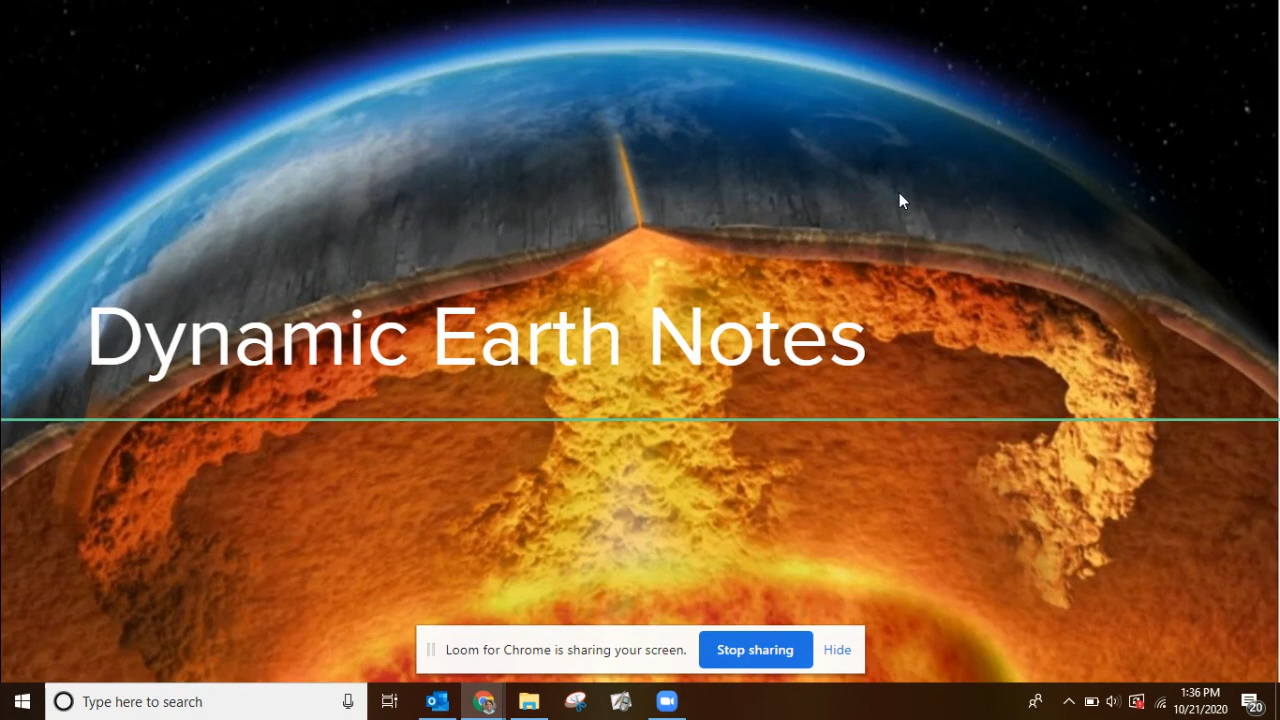 Dynamic Earth Notes
Loom for Chrome is sharing your screen.
Stop sharing
Hide
Type here to search
1:36 PM
10/21/2020
20